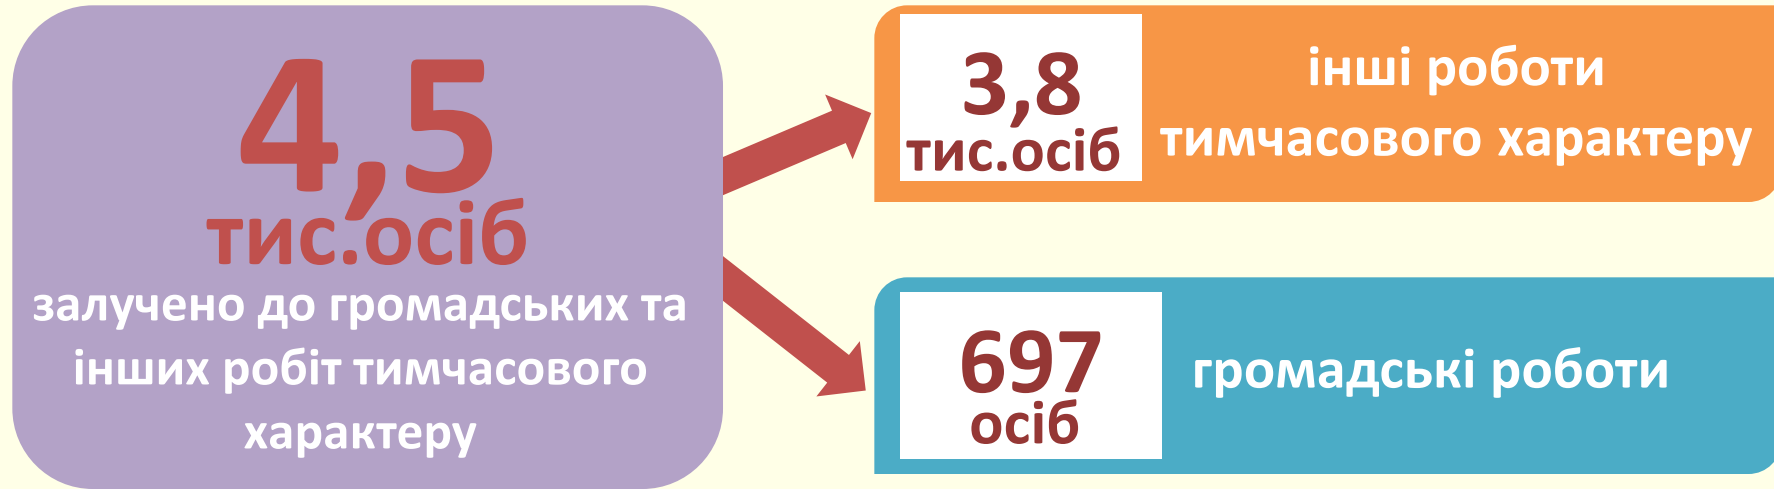 4,5
тис.осіб
залучено до громадських та
інших робіт тимчасового
характеру
3,8
тис.осіб
інші роботи
тимчасового характеру
697
осіб
громадські роботи